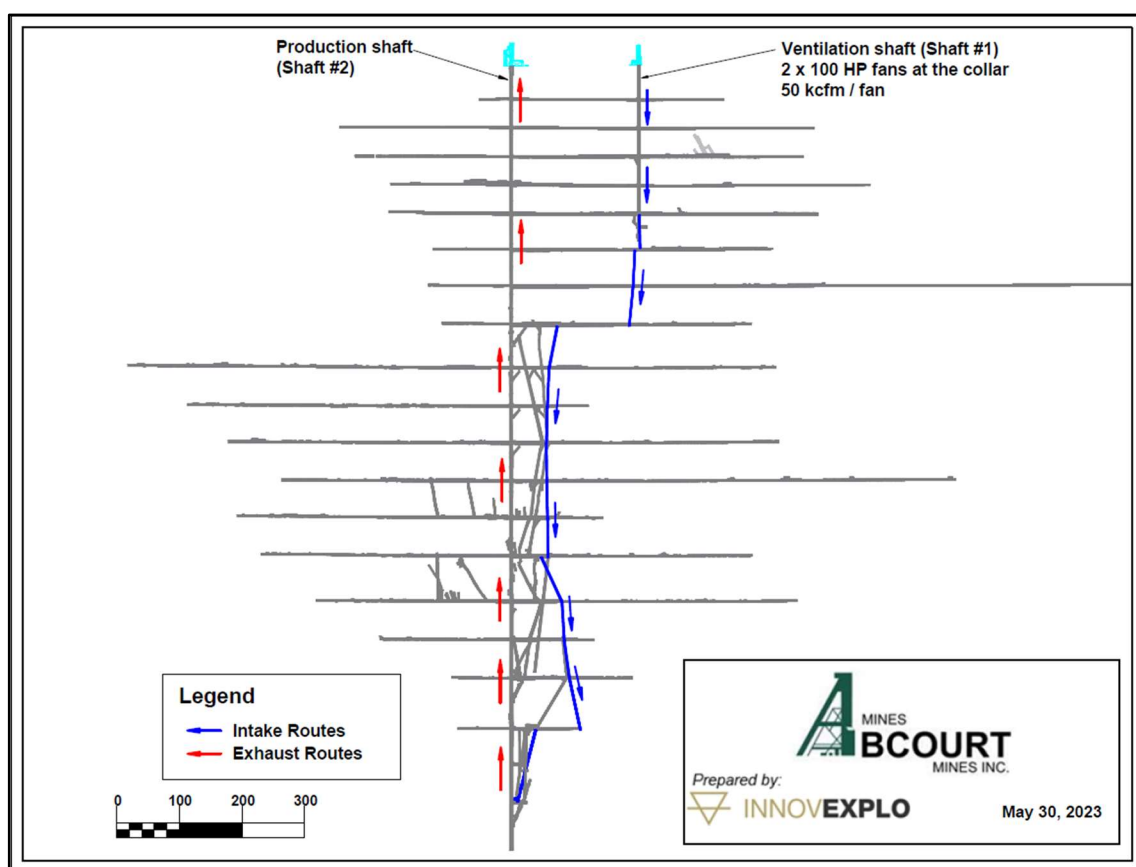 Production shaft
(Shaft #2)
Ventilation shaft (Shaft #1)
2 x 100 HP fans at the collar
50 kcfm / fan
Legend
Intake Routes
Exhaust Routes
0 100 200 300
MINES
ABCOURT
MINES INC.
Prepared by:
INNOVEXPLO
May 30, 2023